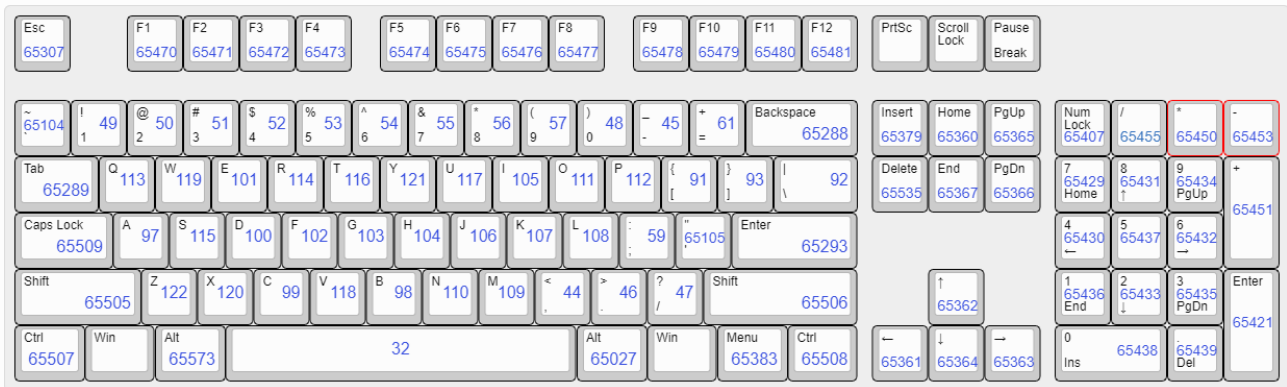 Esc F1 F2 F3 F4 F5 F6 F7 F8 F9 F10 F11 F12 PrtSc Scroll Lock Pause
65307 65470 65471 65472 65473 65474 65475 65476 65477 65478 65479 65480 65481 Break
~ ! @ # $ % ^ & * ( ) _ + Backspace Insert Home PgUp Num Lock / * -
65104 49 50 51 52 53 54 55 56 57 48 45 61 65288 65379 65360 65365 65407 65455 65450 65453
` 1 2 3 4 5 6 7 8 9 0 - =
Tab Q W E R T Y U I O P { } | Delete End PgDn 7 8 9 +
65289 113 119 101 114 116 121 117 105 111 112 91 93 92 65535 65367 65366 65429 65431 65434
[ ] \ Home ↑ PgUp
65451
Caps Lock A S D F G H J K L : " Enter 4 5 6
65509 97 115 100 102 103 104 106 107 108 59 65105 65293 65430 65437 65432
; ' ← →
Shift Z X C V B N M < > ? Shift ↑ 1 2 3 Enter
65505 122 120 99 118 98 110 109 44 46 47 65506 65362 65436 65433 65435
, . / End ↓ PgDn
65421
Ctrl Win Alt 32 Alt Win Menu Ctrl ← ↓ → 0 .
65507 65573 65027 65383 65508 65361 65364 65363 65438 65439
Ins Del